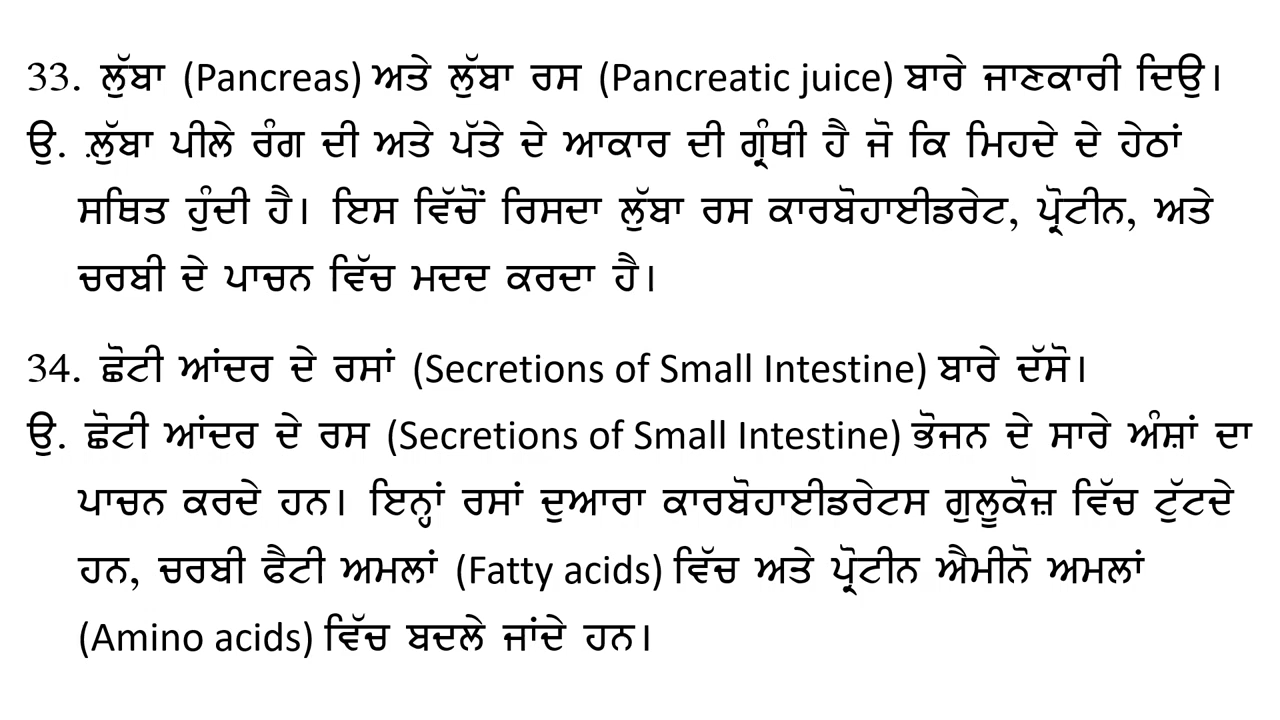 33. ਲੁੱਬਾ (Pancreas) ਅਤੇ ਲੁੱਬਾ ਰਸ (Pancreatic juice) ਬਾਰੇ ਜਾਣਕਾਰੀ ਦਿਉ।
ਉ. ਲੁੱਬਾ ਪੀਲੇ ਰੰਗ ਦੀ ਅਤੇ ਪੱਤੇ ਦੇ ਆਕਾਰ ਦੀ ਗ੍ਰੰਥੀ ਹੈ ਜੋ ਕਿ ਮਿਹਦੇ ਦੇ ਹੇਠਾਂ
ਸਥਿਤ ਹੁੰਦੀ ਹੈ। ਇਸ ਵਿੱਚੋਂ ਰਿਸਦਾ ਲੁੱਬਾ ਰਸ ਕਾਰਬੋਹਾਈਡਰੇਟ, ਪ੍ਰੋਟੀਨ, ਅਤੇ
ਚਰਬੀ ਦੇ ਪਾਚਨ ਵਿੱਚ ਮਦਦ ਕਰਦਾ ਹੈ।
34. ਛੋਟੀ ਆਂਦਰ ਦੇ ਰਸਾਂ (Secretions of Small Intestine) ਬਾਰੇ ਦੱਸੋ।
ਉ. ਛੋਟੀ ਆਂਦਰ ਦੇ ਰਸ (Secretions of Small Intestine) ਭੋਜਨ ਦੇ ਸਾਰੇ ਅੰਸ਼ਾਂ ਦਾ
ਪਾਚਨ ਕਰਦੇ ਹਨ। ਇਨ੍ਹਾਂ ਰਸਾਂ ਦੁਆਰਾ ਕਾਰਬੋਹਾਈਡਰੇਟਸ ਗੁਲੂਕੋਜ਼ ਵਿੱਚ ਟੁੱਟਦੇ
ਹਨ, ਚਰਬੀ ਫੈਟੀ ਅਮਲਾਂ (Fatty acids) ਵਿੱਚ ਅਤੇ ਪ੍ਰੋਟੀਨ ਐਮੀਨੋ ਅਮਲਾਂ
(Amino acids) ਵਿੱਚ ਬਦਲੇ ਜਾਂਦੇ ਹਨ।